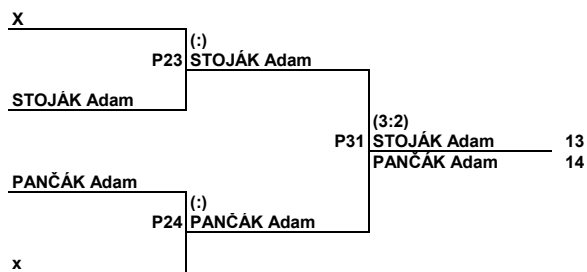 X
(:)
P23 STOJÁK Adam
STOJÁK Adam
(3:2)
P31 STOJÁK Adam 13
PANČÁK Adam 14
PANČÁK Adam
(:)
P24 PANČÁK Adam
x